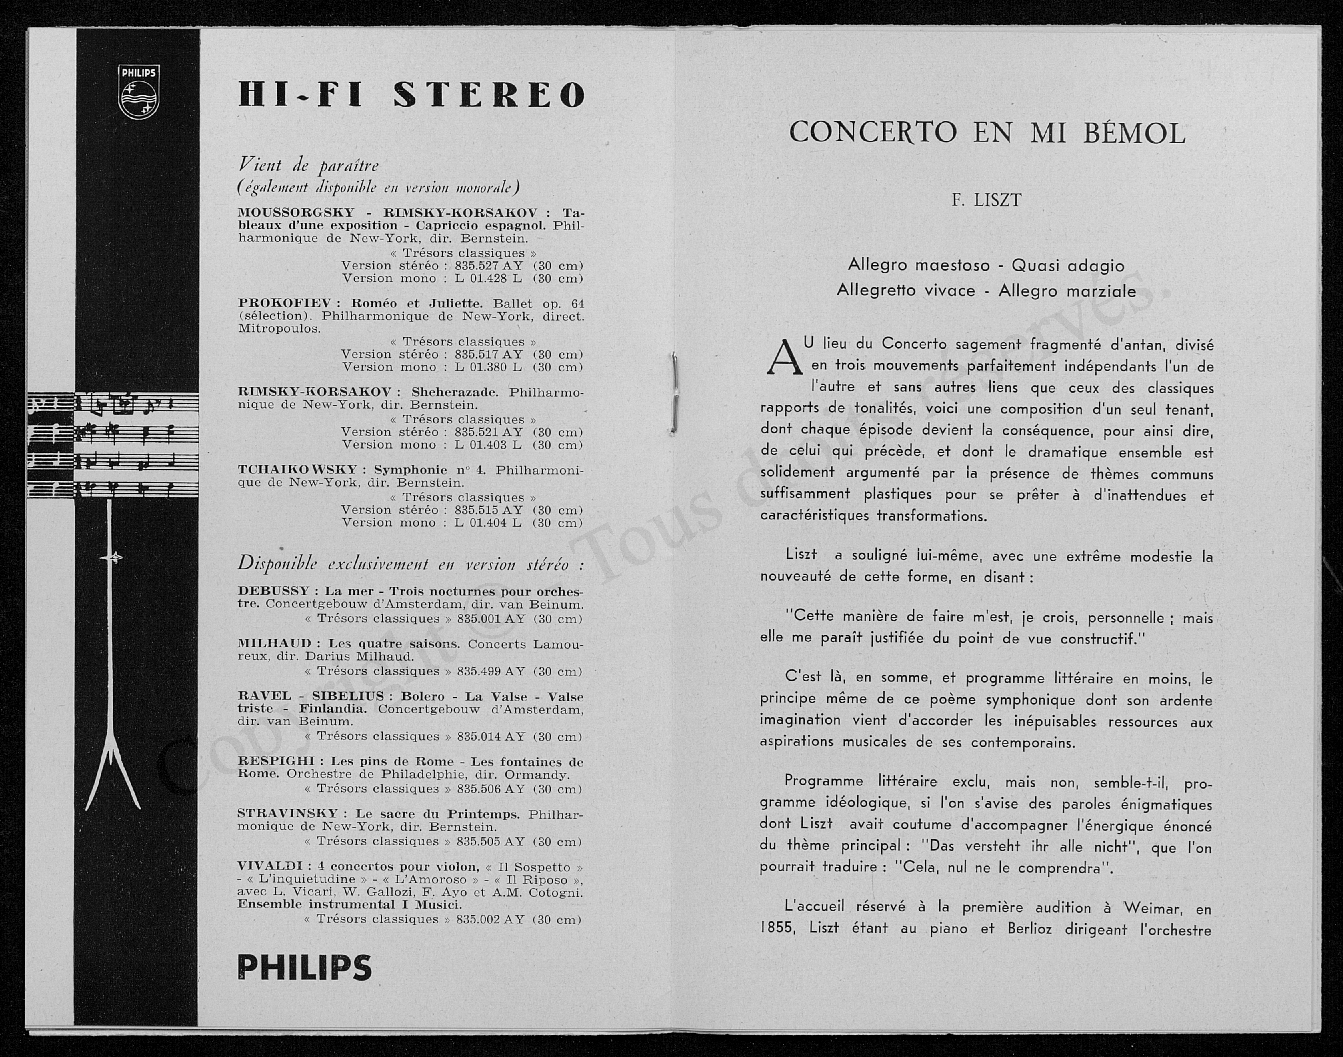 PHILIPS
HI-FI STEREO
Vient de paraître
(également disponible en version monorale)
MOUSSORGSKY - RIMSKY-KORSAKOV : Ta-
bleaux d'une exposition - Capriccio espagnol. Phil-
harmonique de New-York, dir. Bernstein.
« Trésors classiques »
Version stéréo : 835.527 AY (30 cm)
Version mono : L 01.428 L (30 cm)
PROKOFIEV : Roméo et Juliette. Ballet op. 64
(sélection). Philharmonique de New-York, direct.
Mitropoulos.
« Trésors classiques »
Version stéréo : 835.517 AY (30 cm)
Version mono : L 01.380 L (30 cm)
RIMSKY-KORSAKOV : Sheherazade. Philharmo-
nique de New-York, dir. Bernstein.
« Trésors classiques »
Version stéréo : 835.521 AY (30 cm)
Version mono : L 01.403 L (30 cm)
TCHAIKOWSKY : Symphonie n° 4. Philharmoni-
que de New-York, dir. Bernstein.
« Trésors classiques »
Version stéréo : 835.515 AY (30 cm)
Version mono : L 01.404 L (30 cm)
Disponible exclusivement en version stéréo :
DEBUSSY : La mer - Trois nocturnes pour orches-
tre. Concertgebouw d'Amsterdam, dir. van Beinum.
« Trésors classiques » 835.001 AY (30 cm)
MILHAUD : Les quatre saisons. Concerts Lamou-
reux, dir. Darius Milhaud.
« Trésors classiques » 835.499 AY (30 cm)
RAVEL - SIBELIUS : Bolero - La Valse - Valse
triste - Finlandia. Concertgebouw d'Amsterdam,
dir. van Beinum.
« Trésors classiques » 835.014 AY (30 cm)
RESPIGHI : Les pins de Rome - Les fontaines de
Rome. Orchestre de Philadelphie, dir. Ormandy.
« Trésors classiques » 835.506 AY (30 cm)
STRAVINSKY : Le sacre du Printemps. Philhar-
monique de New-York, dir. Bernstein.
« Trésors classiques » 835.505 AY (30 cm)
VIVALDI : 4 concertos pour violon, « Il Sospetto »
- « L'inquietudine » - « L'Amoroso » - « Il Riposo »,
avec L. Vicari, W. Gallozi, F. Ayo et A.M. Cotogni.
Ensemble instrumental I Musici.
« Trésors classiques » 835.002 AY (30 cm)
PHILIPS
CONCERTO EN MI BÉMOL
F. LISZT
Allegro maestoso - Quasi adagio
Allegretto vivace - Allegro marziale
AU lieu du Concerto sagement fragmenté d'antan, divisé
en trois mouvements parfaitement indépendants l'un de
l'autre et sans autres liens que ceux des classiques
rapports de tonalités, voici une composition d'un seul tenant,
dont chaque épisode devient la conséquence, pour ainsi dire,
de celui qui précède, et dont le dramatique ensemble est
solidement argumenté par la présence de thèmes communs
suffisamment plastiques pour se prêter à d'inattendues et
caractéristiques transformations.
Liszt a souligné lui-même, avec une extrême modestie la
nouveauté de cette forme, en disant :
"Cette manière de faire m'est, je crois, personnelle ; mais
elle me paraît justifiée du point de vue constructif."
C'est là, en somme, et programme littéraire en moins, le
principe même de ce poème symphonique dont son ardente
imagination vient d'accorder les inépuisables ressources aux
aspirations musicales de ses contemporains.
Programme littéraire exclu, mais non, semble-t-il, pro-
gramme idéologique, si l'on s'avise des paroles énigmatiques
dont Liszt avait coutume d'accompagner l'énergique énoncé
du thème principal : "Das versteht ihr alle nicht", que l'on
pourrait traduire : "Cela, nul ne le comprendra".
L'accueil réservé à la première audition à Weimar, en
1855, Liszt étant au piano et Berlioz dirigeant l'orchestre
Copyright © - Tous droits réservés.